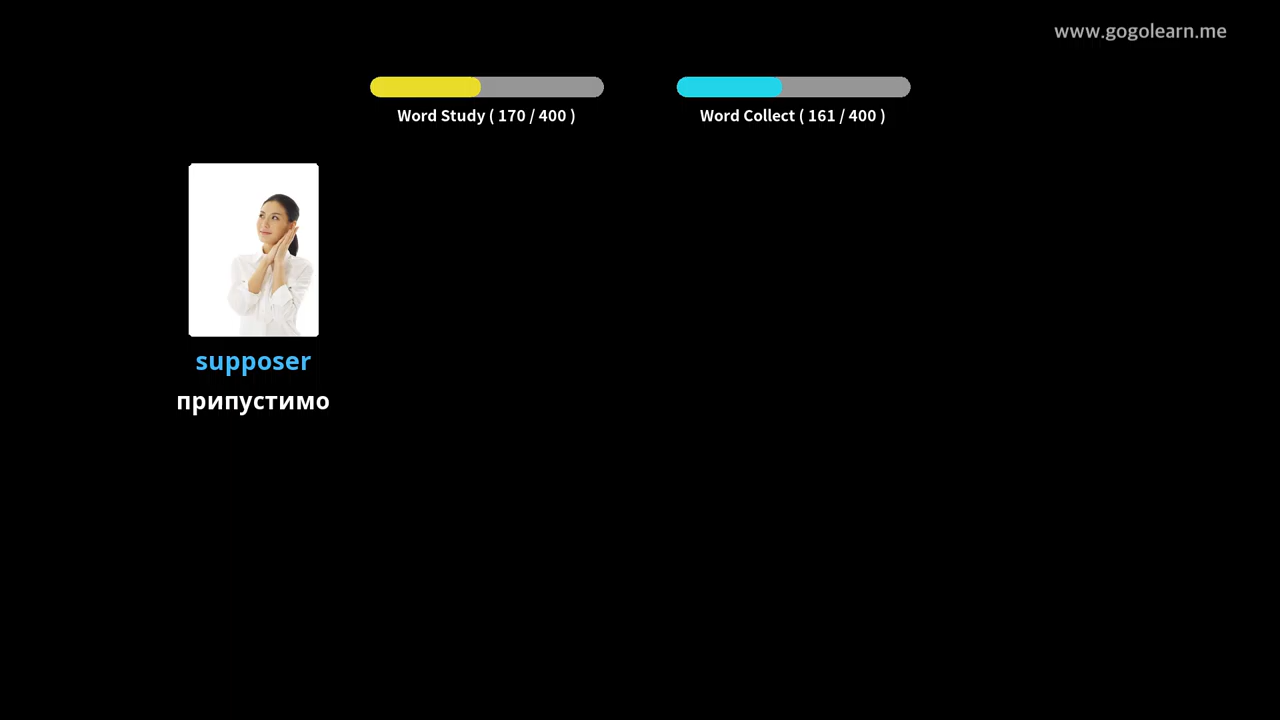 www.gogolearn.me
Word Study ( 170 / 400 )
Word Collect ( 161 / 400 )
supposer
припустимо